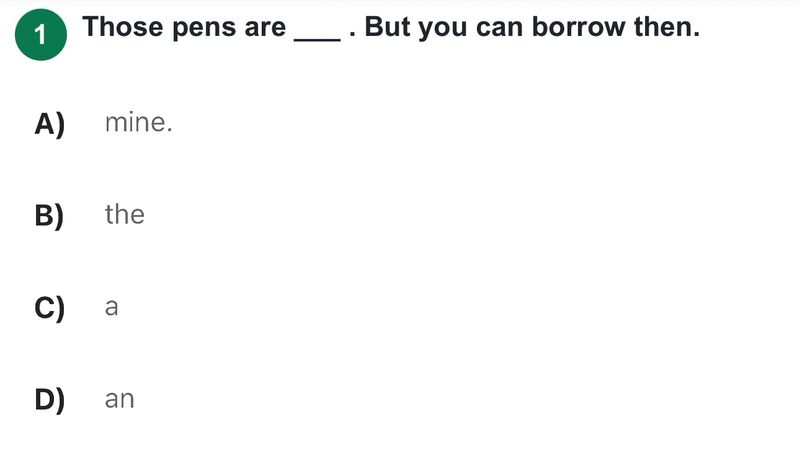 1 Those pens are ___ . But you can borrow then.
A) mine.
B) the
C) a
D) an